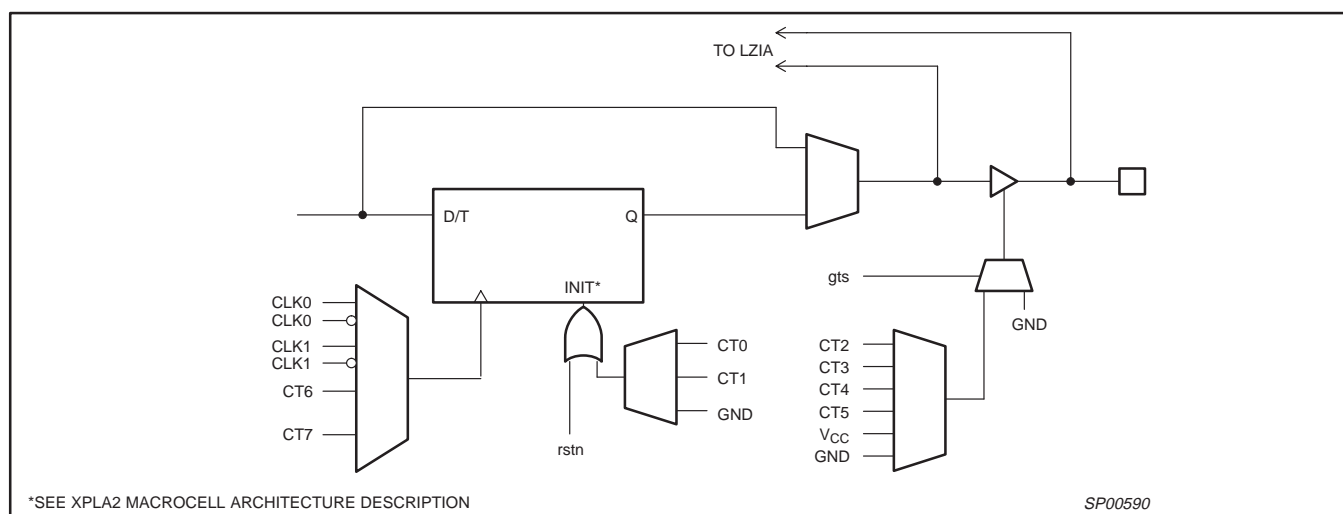 TO LZIA
D/T
Q
INIT*
gts
GND
CLK0
CLK0
CLK1
CLK1
CT6
CT7
rstn
CT0
CT1
GND
CT2
CT3
CT4
CT5
VCC
GND
*SEE XPLA2 MACROCELL ARCHITECTURE DESCRIPTION
SP00590